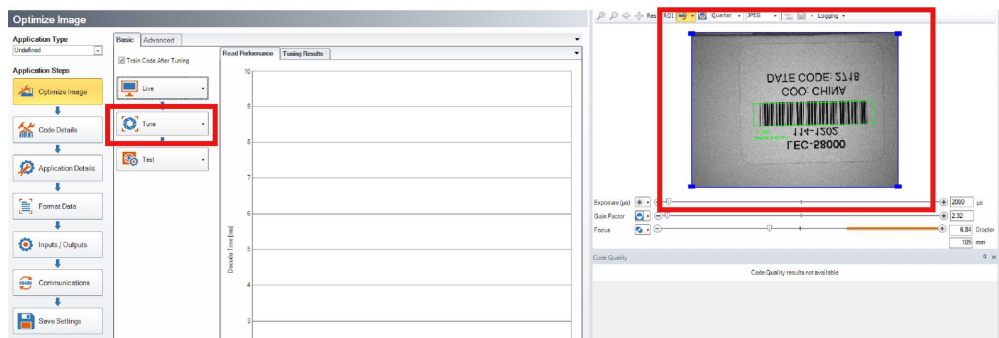 Optimize Image
Application Type
Undefined
Application Steps
Optimize Image
Code Details
Application Details
Format Data
Inputs / Outputs
Communications
Save Settings
Basic Advanced
Train Code After Tuning
Live
Tune
Test
Read Performance Tuning Results
Decode Time [ms]
10
9
8
7
6
4
3
ROI Quarter JPEG Logging
LEC-58000
114-1202
COO: CHINA
DATE CODE: 2718
Exposure (µs) 2000 µs
Gain Factor 2.32
Focus 6.84 Diopter
105 mm
Code Quality
Code Quality results not available